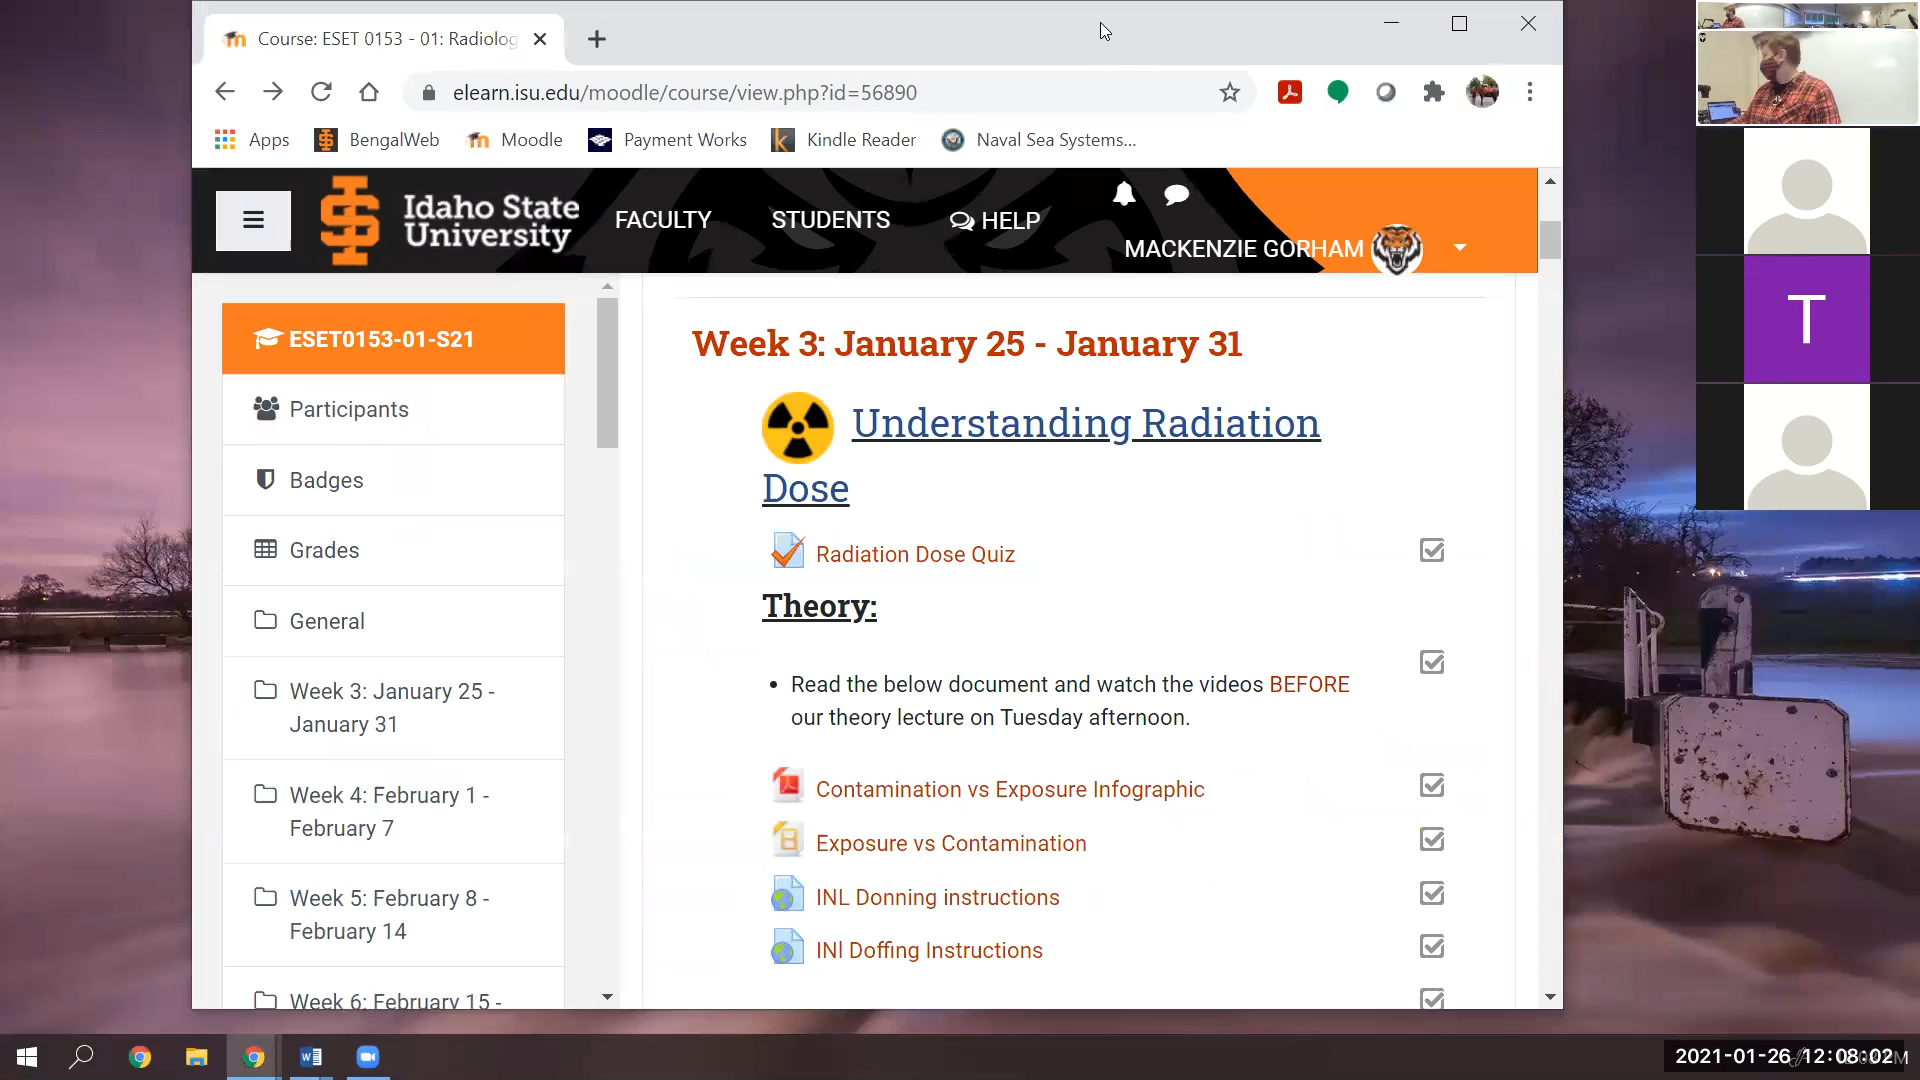 Course: ESET 0153 - 01: Radiolog
elearn.isu.edu/moodle/course/view.php?id=56890
Apps
BengalWeb
Moodle
Payment Works
Kindle Reader
Naval Sea Systems...
Idaho State
University
FACULTY
STUDENTS
HELP
MACKENZIE GORHAM
ESET0153-01-S21
Participants
Badges
Grades
General
Week 3: January 25 -
January 31
Week 4: February 1 -
February 7
Week 5: February 8 -
February 14
Week 6: February 15 -
Week 3: January 25 - January 31
Understanding Radiation
Dose
Radiation Dose Quiz
Theory:
• Read the below document and watch the videos BEFORE
our theory lecture on Tuesday afternoon.
Contamination vs Exposure Infographic
Exposure vs Contamination
INL Donning instructions
INl Doffing Instructions
T
2021-01-26 12:08:02